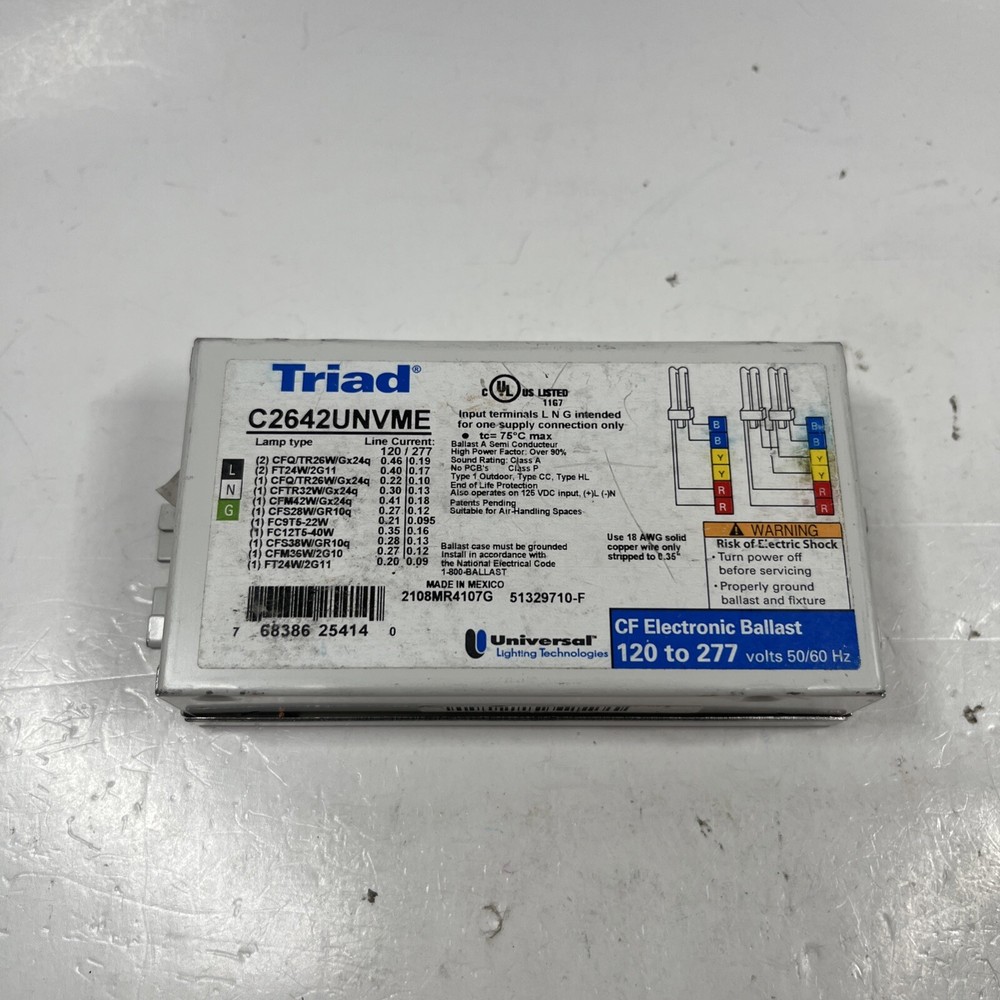 Triad®
C2642UNVME
Lamp type Line Current:
120 / 277
(2) CFQ/TR26W/Gx24q 0.46 0.19
(2) FT24W/2G11 0.40 0.17
(1) CFQ/TR26W/Gx24q 0.22 0.10
(1) CFTR32W/Gx24q 0.30 0.13
(1) CFM42W/Gx24q 0.41 0.18
(1) CFS28W/GR10q 0.27 0.12
(1) FC9T5-22W 0.21 0.095
(1) FC12T5-40W 0.35 0.16
(1) CFS38W/GR10q 0.28 0.13
(1) CFM36W/2G10 0.27 0.12
(1) FT24W/2G11 0.20 0.09
L
N
G
7 68386 25414 0
C UL US LISTED
11G7
Input terminals L N G intended
for one supply connection only
● tc= 75°C max
Ballast A Semi Conducteur
High Power Factor: Over 90%
Sound Rating: Class A
No PCB's Class P
Type 1 Outdoor, Type CC, Type HL
End of Life Protection
Also operates on 125 VDC input, (+)L (-)N
Patents Pending
Suitable for Air-Handling Spaces
Ballast case must be grounded
Install in accordance with
the National Electrical Code
1-800-BALLAST
MADE IN MEXICO
2108MR4107G 51329710-F
Use 18 AWG solid
copper wire only
stripped to 0.35"
Universal™
Lighting Technologies
B
B
Y
Y
R
R
B
B
Y
Y
R
R
WARNING
Risk of Electric Shock
• Turn power off
before servicing
• Properly ground
ballast and fixture
CF Electronic Ballast
120 to 277 volts 50/60 Hz